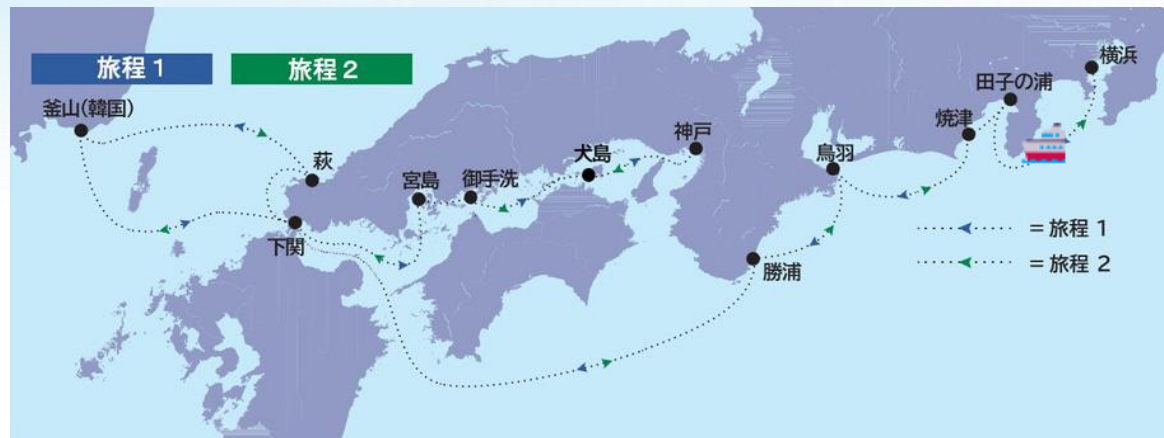 旅程1
旅程2
釜山(韓国)
萩
下関
宮島
御手洗
犬島
神戸
勝浦
鳥羽
焼津
田子の浦
横浜
= 旅程 1
= 旅程 2